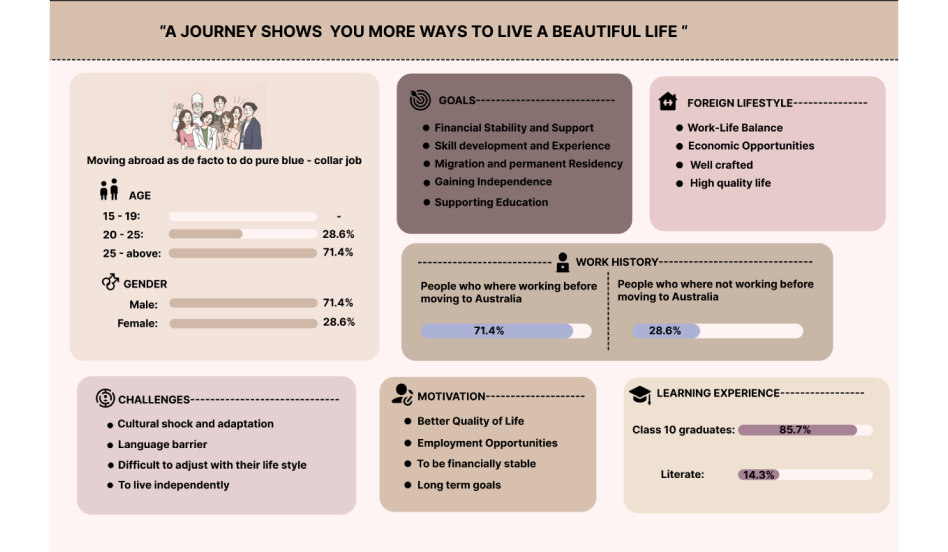 “A JOURNEY SHOWS YOU MORE WAYS TO LIVE A BEAUTIFUL LIFE “
Moving abroad as de facto to do pure blue - collar job
AGE
15 - 19: -
20 - 25: 28.6%
25 - above: 71.4%
GENDER
Male: 71.4%
Female: 28.6%
GOALS
Financial Stability and Support
Skill development and Experience
Migration and permanent Residency
Gaining Independence
Supporting Education
FOREIGN LIFESTYLE
Work-Life Balance
Economic Opportunities
Well crafted
High quality life
WORK HISTORY
People who where working before
moving to Australia
71.4%
People who where not working before
moving to Australia
28.6%
CHALLENGES
Cultural shock and adaptation
Language barrier
Difficult to adjust with their life style
To live independently
MOTIVATION
Better Quality of Life
Employment Opportunities
To be financially stable
Long term goals
LEARNING EXPERIENCE
Class 10 graduates: 85.7%
Literate: 14.3%